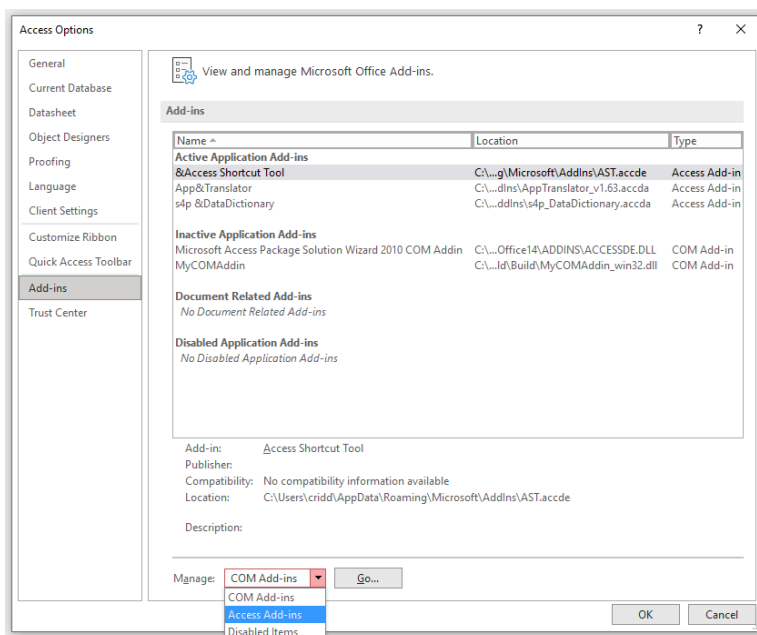 Access Options
?
General
Current Database
Datasheet
Object Designers
Proofing
Language
Client Settings
Customize Ribbon
Quick Access Toolbar
Add-ins
Trust Center
View and manage Microsoft Office Add-ins.
Add-ins
Name Location Type
Active Application Add-ins
&Access Shortcut Tool C:\...g\Microsoft\AddIns\AST.accde Access Add-in
App&Translator C:\...dIns\AppTranslator_v1.63.accda Access Add-in
s4p &DataDictionary C:\...ddIns\s4p_DataDictionary.accda Access Add-in
Inactive Application Add-ins
Microsoft Access Package Solution Wizard 2010 COM Addin C:\...Office14\ADDINS\ACCESSDE.DLL COM Add-in
MyCOMAddin C:\...ld\Build\MyCOMAddin_win32.dll COM Add-in
Document Related Add-ins
No Document Related Add-ins
Disabled Application Add-ins
No Disabled Application Add-ins
Add-in: Access Shortcut Tool
Publisher:
Compatibility: No compatibility information available
Location: C:\Users\cridd\AppData\Roaming\Microsoft\AddIns\AST.accde
Description:
Manage: COM Add-ins Go...
COM Add-ins
Access Add-ins
Disabled Items
OK Cancel